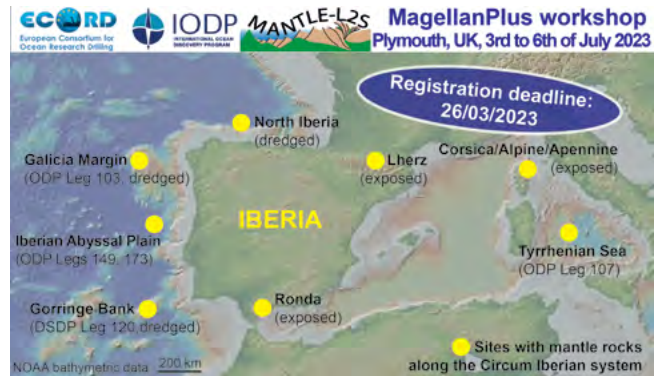 ECORD
European Consortium for
Ocean Research Drilling
IODP
INTERNATIONAL OCEAN
DISCOVERY PROGRAM
MANTLE-L2S
MagellanPlus workshop
Plymouth, UK, 3rd to 6th of July 2023
Registration deadline:
26/03/2023
North Iberia
(dredged)
Galicia Margin
(ODP Leg 103, dredged)
Lherz
(exposed)
Corsica/Alpine/Apennine
(exposed)
IBERIA
Iberian Abyssal Plain
(ODP Legs 149, 173)
Tyrrhenian Sea
(ODP Leg 107)
Gorringe Bank
(DSDP Leg 120,dredged)
Ronda
(exposed)
Sites with mantle rocks
along the Circum Iberian system
NOAA bathymetric data 200 km